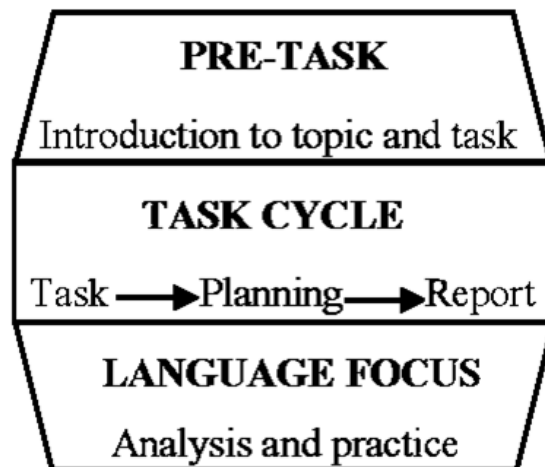 PRE-TASK
Introduction to topic and task
TASK CYCLE
Task Planning Report
LANGUAGE FOCUS
Analysis and practice